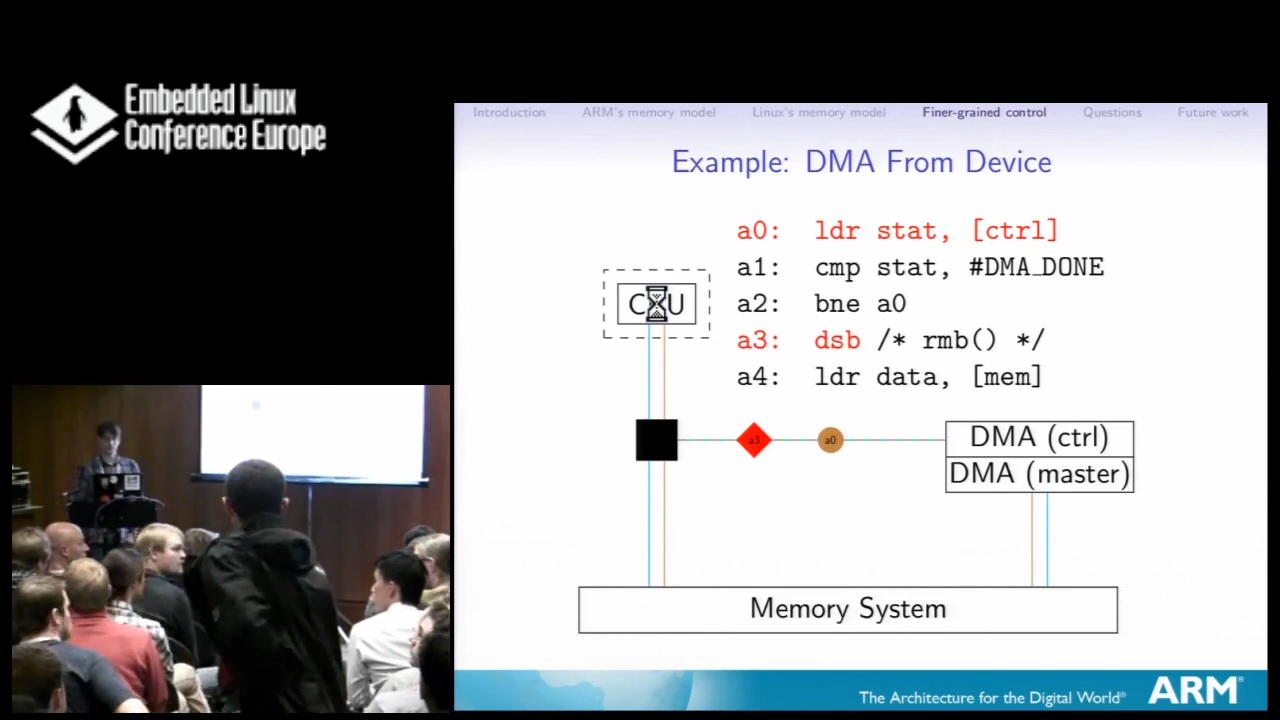 Embedded Linux
Conference Europe
Introduction ARM's memory model Linux's memory model Finer-grained control Questions Future work
Example: DMA From Device
a0: ldr stat, [ctrl]
a1: cmp stat, #DMA_DONE
a2: bne a0
a3: dsb /* rmb() */
a4: ldr data, [mem]
CPU
a3 a0
DMA (ctrl)
DMA (master)
Memory System
The Architecture for the Digital World® ARM®